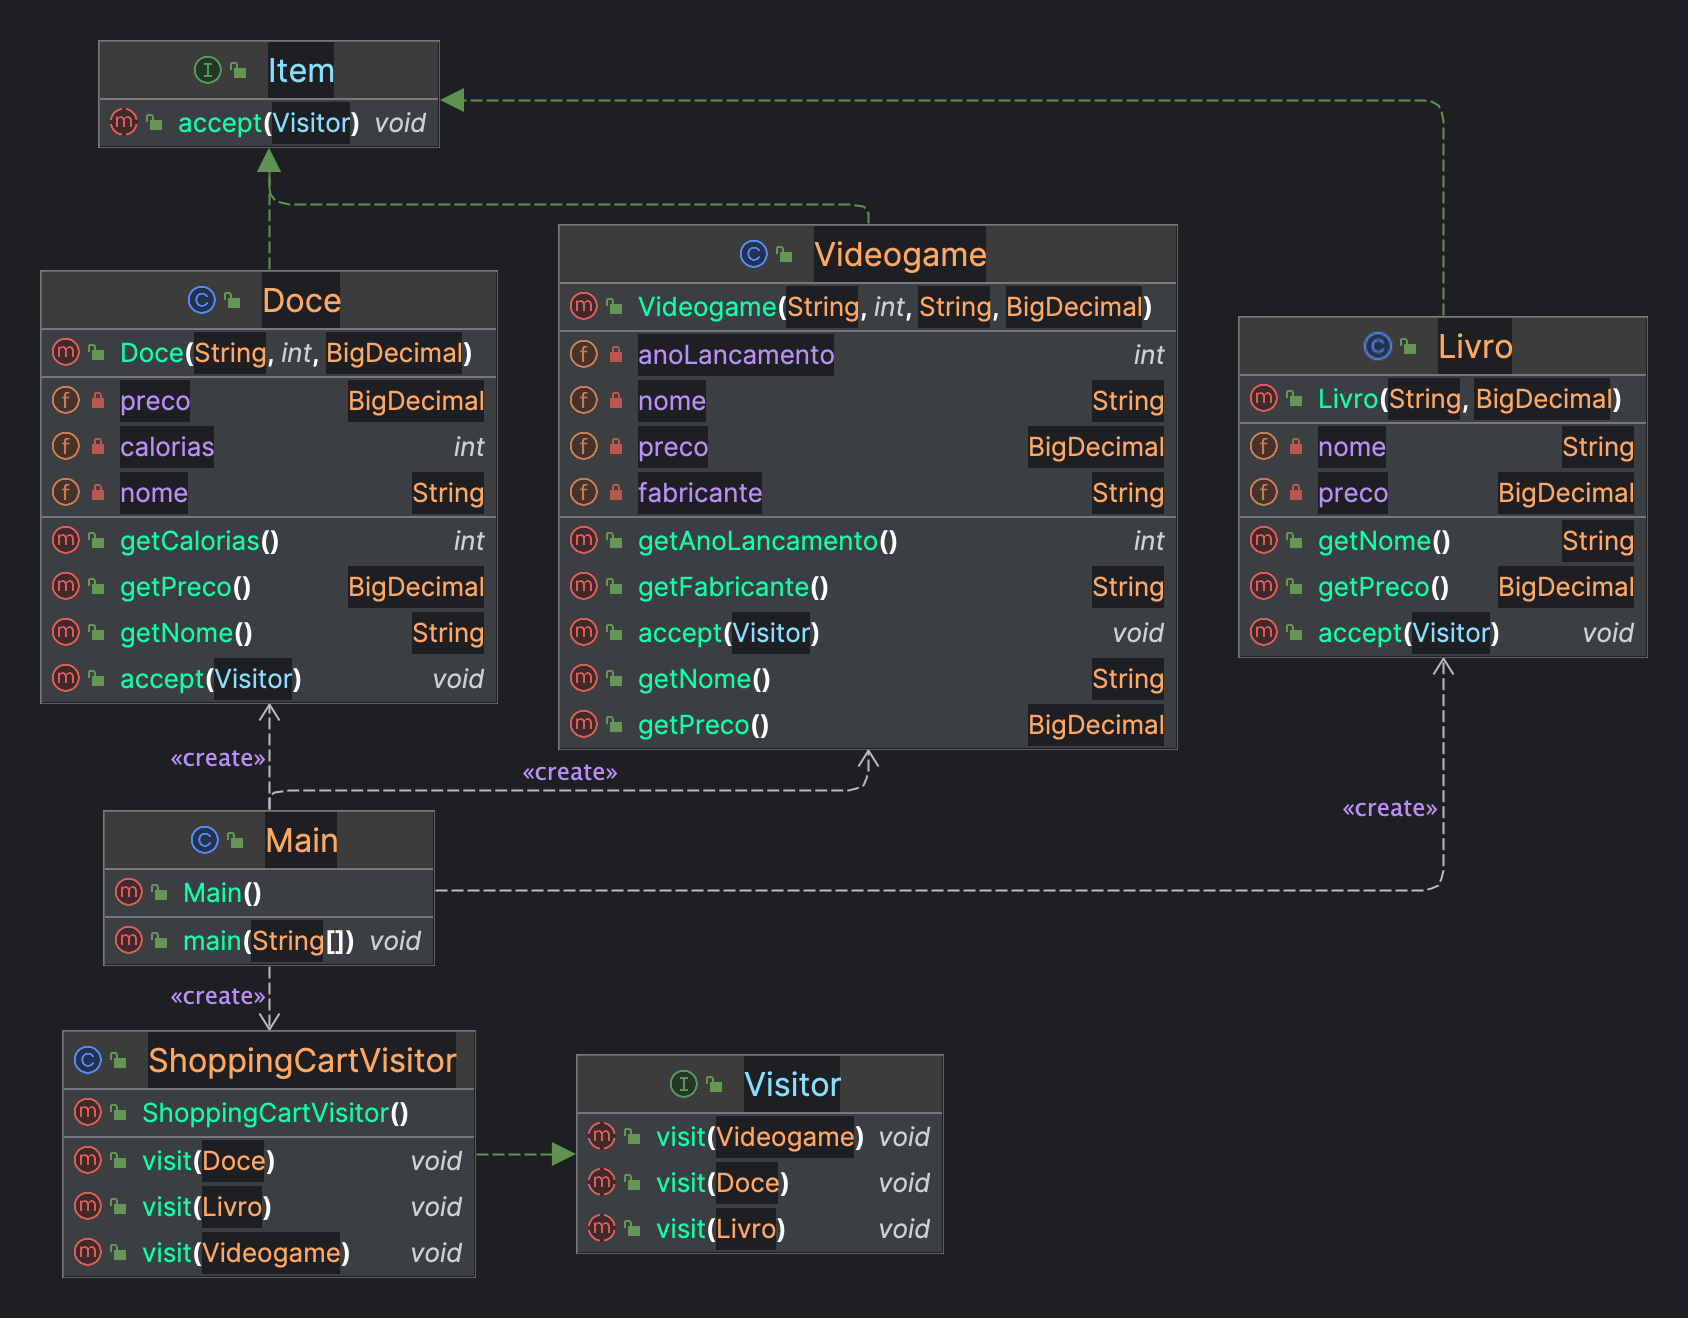 Item
accept(Visitor) void
Doce
Doce(String, int, BigDecimal)
preco BigDecimal
calorias int
nome String
getCalorias() int
getPreco() BigDecimal
getNome() String
accept(Visitor) void
Videogame
Videogame(String, int, String, BigDecimal)
anoLancamento int
nome String
preco BigDecimal
fabricante String
getAnoLancamento() int
getFabricante() String
accept(Visitor) void
getNome() String
getPreco() BigDecimal
Livro
Livro(String, BigDecimal)
nome String
preco BigDecimal
getNome() String
getPreco() BigDecimal
accept(Visitor) void
«create»
«create»
«create»
Main
Main()
main(String[]) void
«create»
ShoppingCartVisitor
ShoppingCartVisitor()
visit(Doce) void
visit(Livro) void
visit(Videogame) void
Visitor
visit(Videogame) void
visit(Doce) void
visit(Livro) void